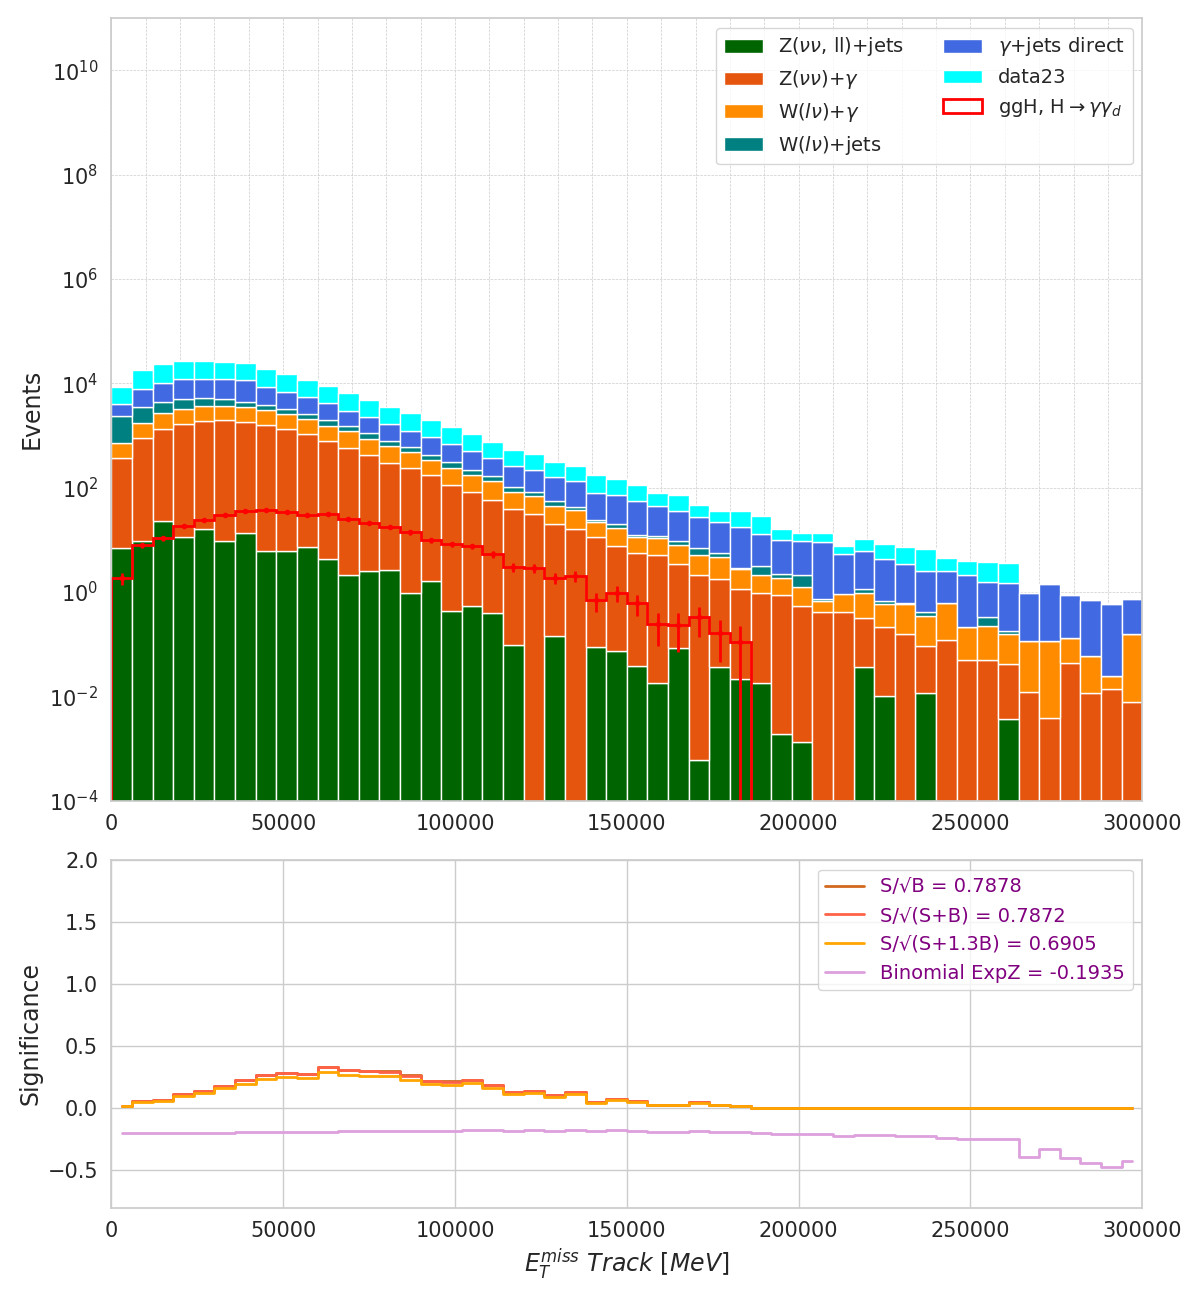 Z(νν, ll)+jets
Z(νν)+γ
W(lν)+γ
W(lν)+jets
γ+jets direct
data23
ggH, H→γγ_d
Events
10^10
10^8
10^6
10^4
10^2
10^0
10^−2
10^−4
0 50000 100000 150000 200000 250000 300000
S/√B = 0.7878
S/√(S+B) = 0.7872
S/√(S+1.3B) = 0.6905
Binomial ExpZ = -0.1935
Significance
2.0
1.5
1.0
0.5
0.0
−0.5
0 50000 100000 150000 200000 250000 300000
E_T^miss Track [MeV]